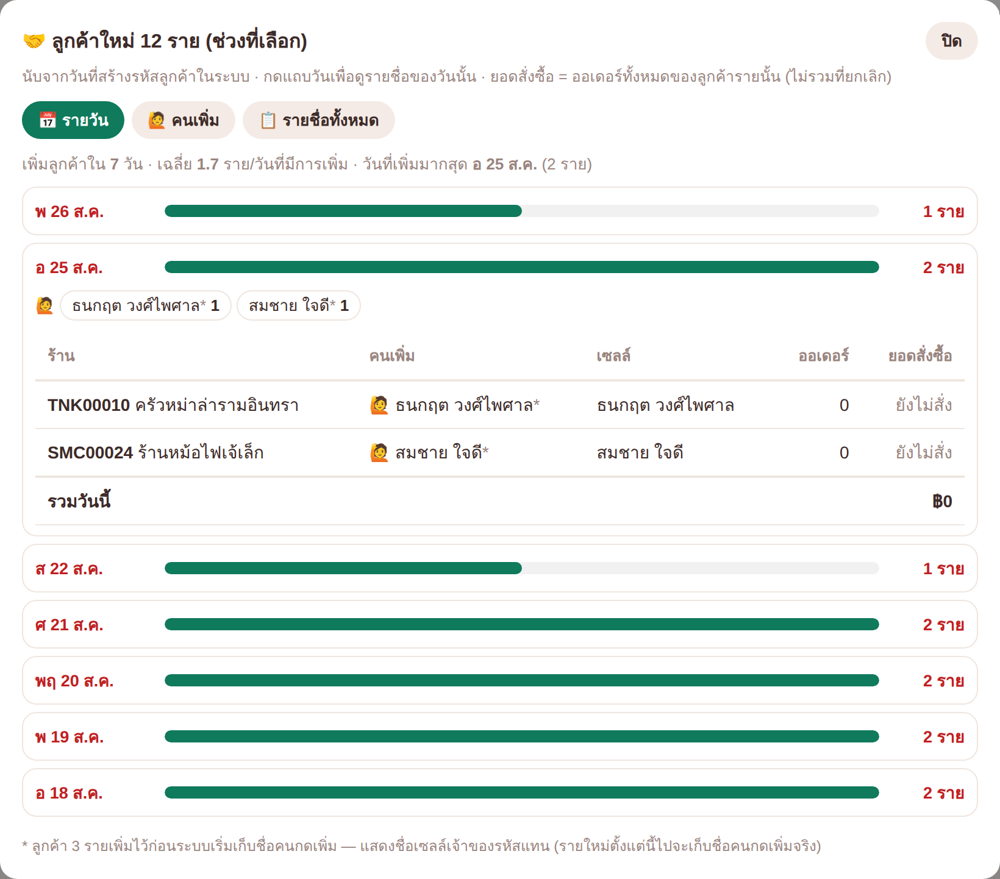 🤝 ลูกค้าใหม่ 12 ราย (ช่วงที่เลือก) ปิด
นับจากวันที่สร้างรหัสลูกค้าในระบบ · กดแถบวันเพื่อดูรายชื่อของวันนั้น · ยอดสั่งซื้อ = ออเดอร์ทั้งหมดของลูกค้ารายนั้น (ไม่รวมที่ยกเลิก)
📅 รายวัน 🙋 คนเพิ่ม 📋 รายชื่อทั้งหมด
เพิ่มลูกค้าใน 7 วัน · เฉลี่ย 1.7 ราย/วันที่มีการเพิ่ม · วันที่เพิ่มมากสุด อ 25 ส.ค. (2 ราย)
พ 26 ส.ค. 1 ราย
อ 25 ส.ค. 2 ราย
🙋 ธนกฤต วงศ์ไพศาล* 1 สมชาย ใจดี* 1
ร้าน คนเพิ่ม เซลล์ ออเดอร์ ยอดสั่งซื้อ
TNK00010 ครัวหม่าล่ารามอินทรา 🙋 ธนกฤต วงศ์ไพศาล* ธนกฤต วงศ์ไพศาล 0 ยังไม่สั่ง
SMC00024 ร้านหม้อไฟเจ้เล็ก 🙋 สมชาย ใจดี* สมชาย ใจดี 0 ยังไม่สั่ง
รวมวันนี้ ฿0
ส 22 ส.ค. 1 ราย
ศ 21 ส.ค. 2 ราย
พฤ 20 ส.ค. 2 ราย
พ 19 ส.ค. 2 ราย
อ 18 ส.ค. 2 ราย
* ลูกค้า 3 รายเพิ่มไว้ก่อนระบบเริ่มเก็บชื่อคนกดเพิ่ม — แสดงชื่อเซลล์เจ้าของรหัสแทน (รายใหม่ตั้งแต่นี้ไปจะเก็บชื่อคนกดเพิ่มจริง)